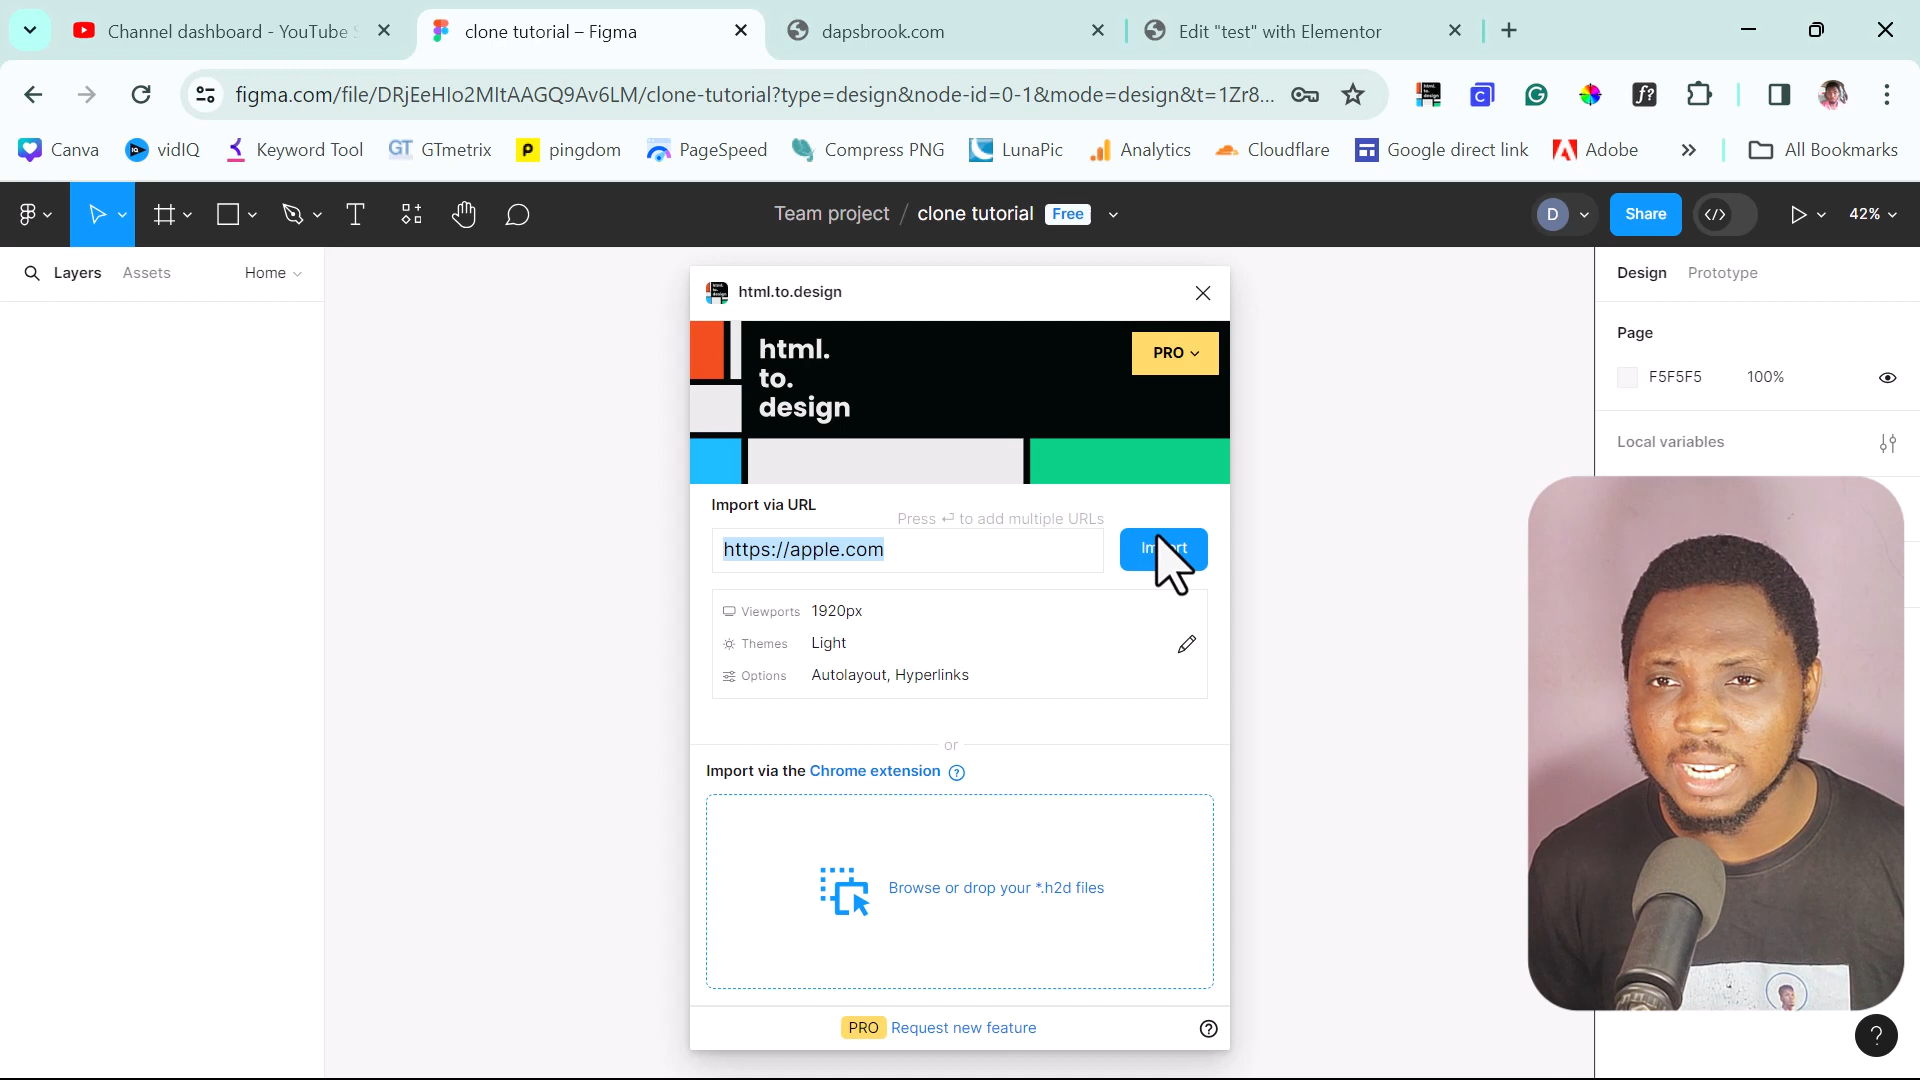 Channel dashboard - YouTube S
clone tutorial – Figma
dapsbrook.com
Edit "test" with Elementor
figma.com/file/DRjEeHIo2MItAAGQ9Av6LM/clone-tutorial?type=design&node-id=0-1&mode=design&t=1Zr8...
Canva
vidIQ
Keyword Tool
GT GTmetrix
pingdom
PageSpeed
Compress PNG
LunaPic
Analytics
Cloudflare
Google direct link
Adobe
All Bookmarks
Team project / clone tutorial Free
D
Share
42%
Layers
Assets
Home
Design
Prototype
html.to.design
html.
to.
design
PRO
Page
F5F5F5
100%
Local variables
Import via URL
Press ⏎ to add multiple URLs
https://apple.com
Import
Viewports 1920px
Themes Light
Options Autolayout, Hyperlinks
or
Import via the Chrome extension ?
Browse or drop your *.h2d files
PRO Request new feature
?
?